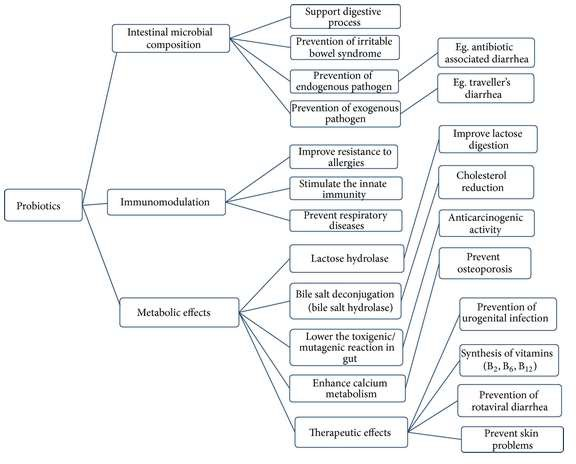 Probiotics
Intestinal microbial
composition
Support digestive
process
Prevention of irritable
bowel syndrome
Prevention of
endogenous pathogen
Eg. antibiotic
associated diarrhea
Prevention of exogenous
pathogen
Eg. traveller's
diarrhea
Immunomodulation
Improve resistance to
allergies
Stimulate the innate
immunity
Prevent respiratory
diseases
Metabolic effects
Lactose hydrolase
Improve lactose
digestion
Bile salt deconjugation
(bile salt hydrolase)
Cholesterol
reduction
Lower the toxigenic/
mutagenic reaction in
gut
Anticarcinogenic
activity
Enhance calcium
metabolism
Prevent
osteoporosis
Therapeutic effects
Prevention of
urogenital infection
Synthesis of vitamins
(B2, B6, B12)
Prevention of
rotaviral diarrhea
Prevent skin
problems